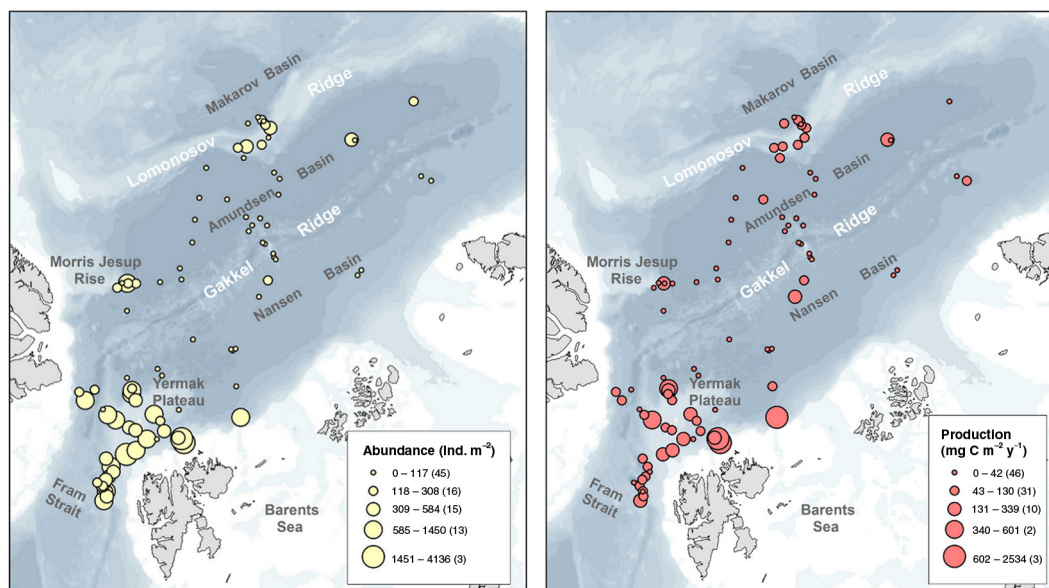 Makarov Basin
Ridge
Lomonosov
Basin
Amundsen
Ridge
Gakkel
Basin
Nansen
Morris Jesup
Rise
Yermak
Plateau
Fram
Strait
Barents
Sea
Abundance (Ind. m⁻²)
0 – 117 (45)
118 – 308 (16)
309 – 584 (15)
585 – 1450 (13)
1451 – 4136 (3)
Makarov Basin
Ridge
Lomonosov
Basin
Amundsen
Ridge
Gakkel
Basin
Nansen
Morris Jesup
Rise
Yermak
Plateau
Fram
Strait
Barents
Sea
Production
(mg C m⁻² y⁻¹)
0 – 42 (46)
43 – 130 (31)
131 – 339 (10)
340 – 601 (2)
602 – 2534 (3)